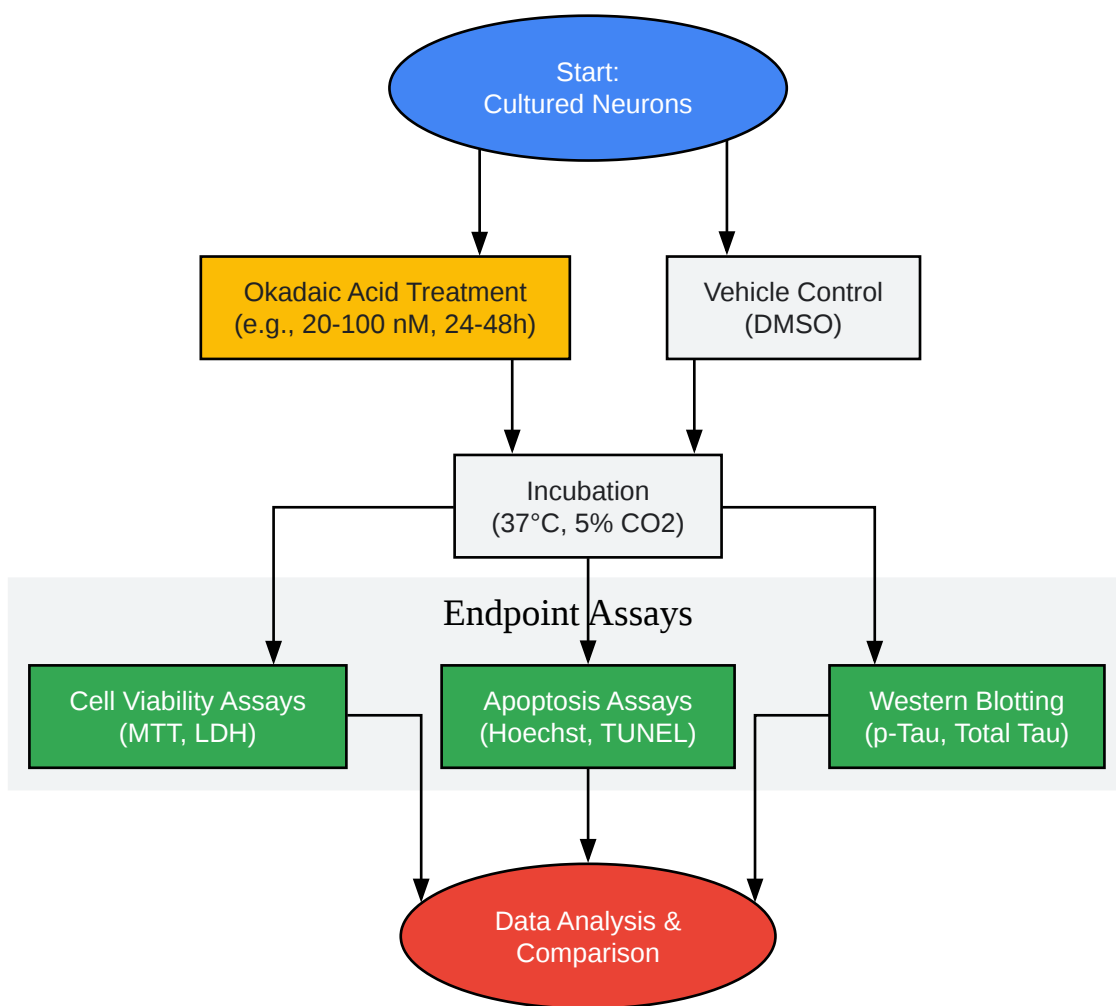 Start:
Cultured Neurons
Okadaic Acid Treatment
(e.g., 20-100 nM, 24-48h)
Vehicle Control
(DMSO)
Incubation
(37°C, 5% CO2)
Endpoint Assays
Cell Viability Assays
(MTT, LDH)
Apoptosis Assays
(Hoechst, TUNEL)
Western Blotting
(p-Tau, Total Tau)
Data Analysis &
Comparison